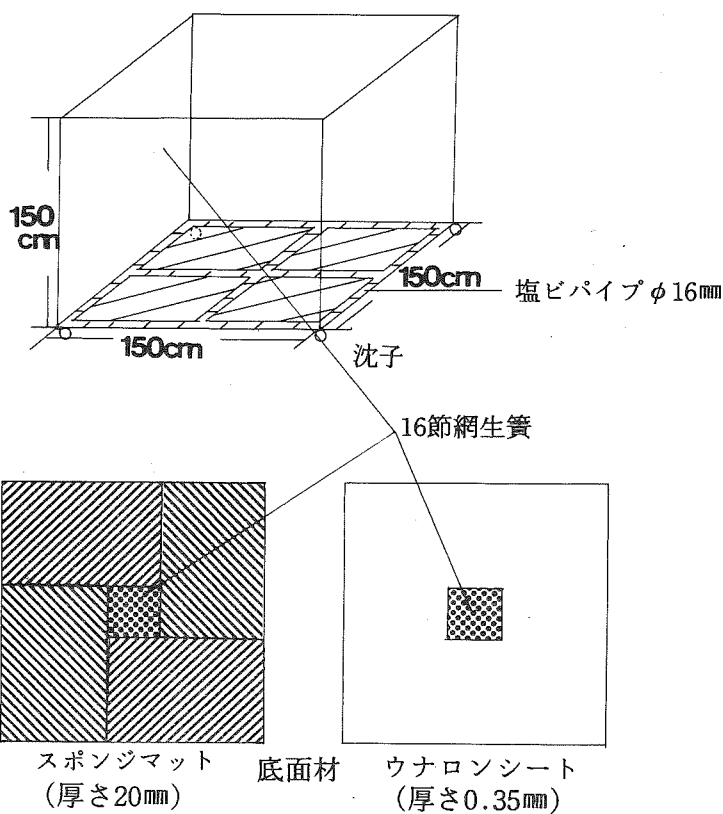 150
cm
150cm
150cm
塩ビパイプφ16㎜
沈子
16節網生簀
スポンジマット
(厚さ20㎜)
底面材
ウナロンシート
(厚さ0.35㎜)